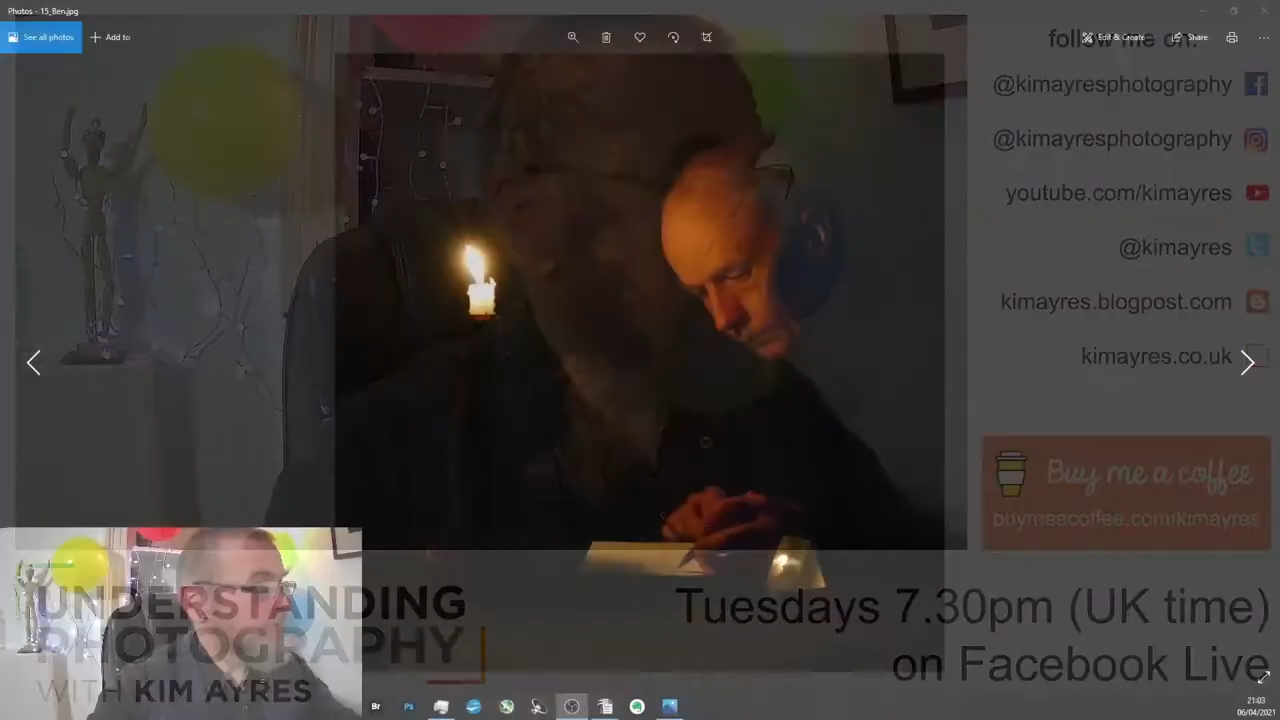 Photos - 15_Ben.jpg
See all photos
Add to
Edit & Create
Share
follow me on:
@kimayresphotography
@kimayresphotography
youtube.com/kimayres
@kimayres
kimayres.blogpost.com
kimayres.co.uk
Buy me a coffee
buymeacoffee.com/kimayres
UNDERSTANDING
PHOTOGRAPHY
WITH KIM AYRES
Tuesdays 7.30pm (UK time)
on Facebook Live
Br
Ps
21:03
06/04/2021